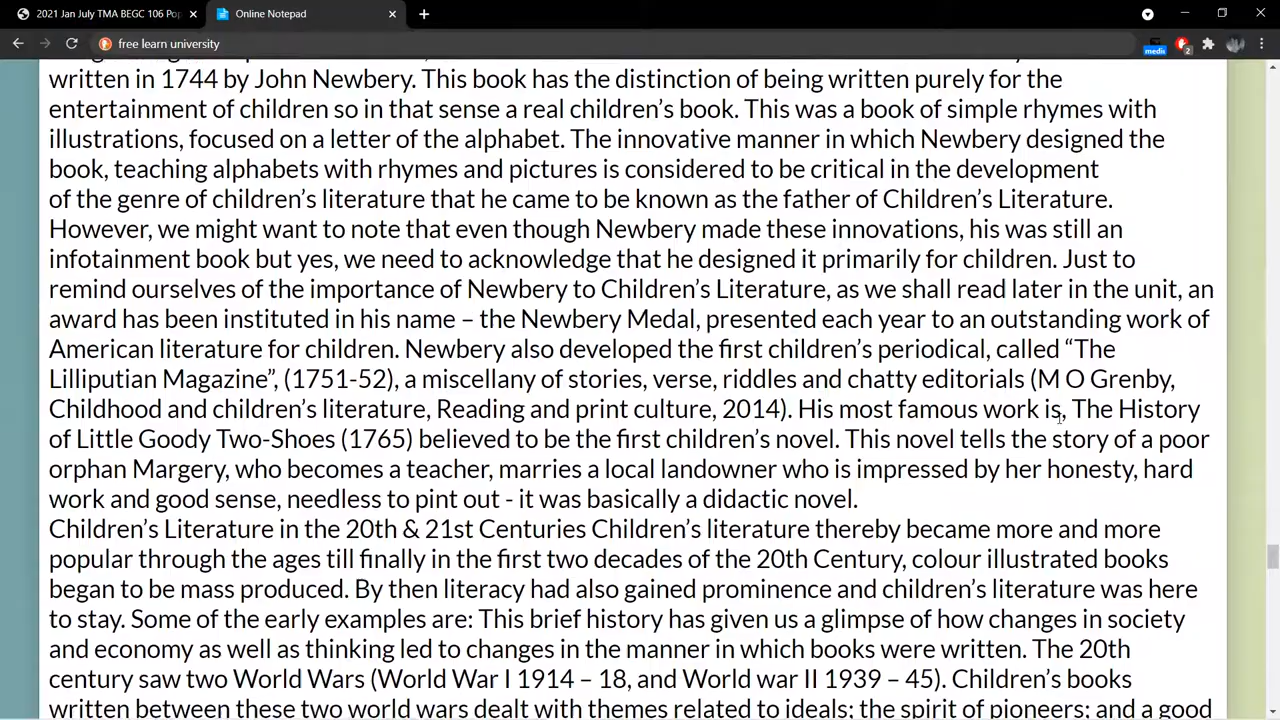 2021 Jan July TMA BEGC 106 Pop
Online Notepad
free learn university
medic
2
written in 1744 by John Newbery. This book has the distinction of being written purely for the
entertainment of children so in that sense a real children’s book. This was a book of simple rhymes with
illustrations, focused on a letter of the alphabet. The innovative manner in which Newbery designed the
book, teaching alphabets with rhymes and pictures is considered to be critical in the development
of the genre of children’s literature that he came to be known as the father of Children’s Literature.
However, we might want to note that even though Newbery made these innovations, his was still an
infotainment book but yes, we need to acknowledge that he designed it primarily for children. Just to
remind ourselves of the importance of Newbery to Children’s Literature, as we shall read later in the unit, an
award has been instituted in his name – the Newbery Medal, presented each year to an outstanding work of
American literature for children. Newbery also developed the first children’s periodical, called “The
Lilliputian Magazine”, (1751-52), a miscellany of stories, verse, riddles and chatty editorials (M O Grenby,
Childhood and children’s literature, Reading and print culture, 2014). His most famous work is, The History
of Little Goody Two-Shoes (1765) believed to be the first children’s novel. This novel tells the story of a poor
orphan Margery, who becomes a teacher, marries a local landowner who is impressed by her honesty, hard
work and good sense, needless to pint out - it was basically a didactic novel.
Children’s Literature in the 20th & 21st Centuries Children’s literature thereby became more and more
popular through the ages till finally in the first two decades of the 20th Century, colour illustrated books
began to be mass produced. By then literacy had also gained prominence and children’s literature was here
to stay. Some of the early examples are: This brief history has given us a glimpse of how changes in society
and economy as well as thinking led to changes in the manner in which books were written. The 20th
century saw two World Wars (World War I 1914 – 18, and World war II 1939 – 45). Children’s books
written between these two world wars dealt with themes related to ideals; the spirit of pioneers; and a good